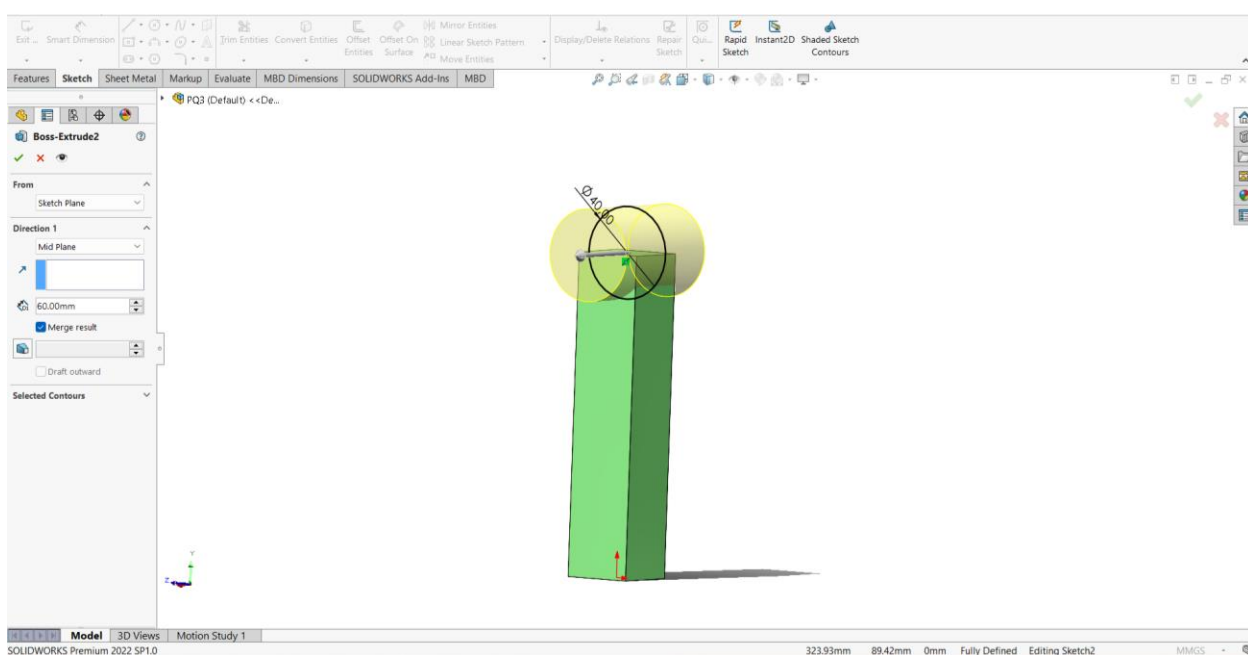 Exit ... Smart Dimension Trim Entities Convert Entities Offset Entities Offset On Surface Mirror Entities Linear Sketch Pattern Move Entities Display/Delete Relations Repair Sketch Qui... Rapid Sketch Instant2D Shaded Sketch Contours
Features Sketch Sheet Metal Markup Evaluate MBD Dimensions SOLIDWORKS Add-Ins MBD
PQ3 (Default) <<De...
Boss-Extrude2
From
Sketch Plane
Direction 1
Mid Plane
60.00mm
Merge result
Draft outward
Selected Contours
Ø40.00
Y
Z
Model 3D Views Motion Study 1
SOLIDWORKS Premium 2022 SP1.0 323.93mm 89.42mm 0mm Fully Defined Editing Sketch2 MMGS